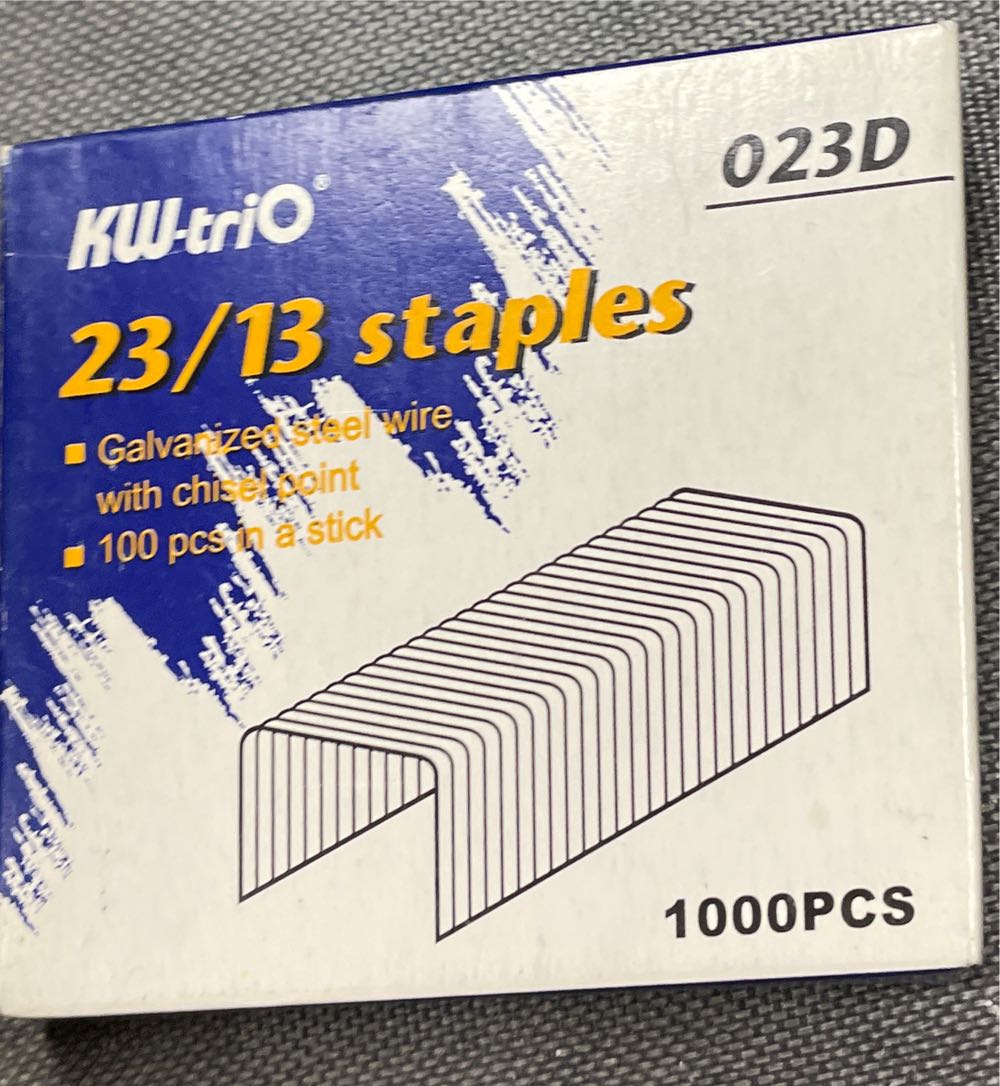 023D
KW-triO®
23/13 staples
■ Galvanized steel wire
with chisel point
■ 100 pcs in a stick
1000PCS